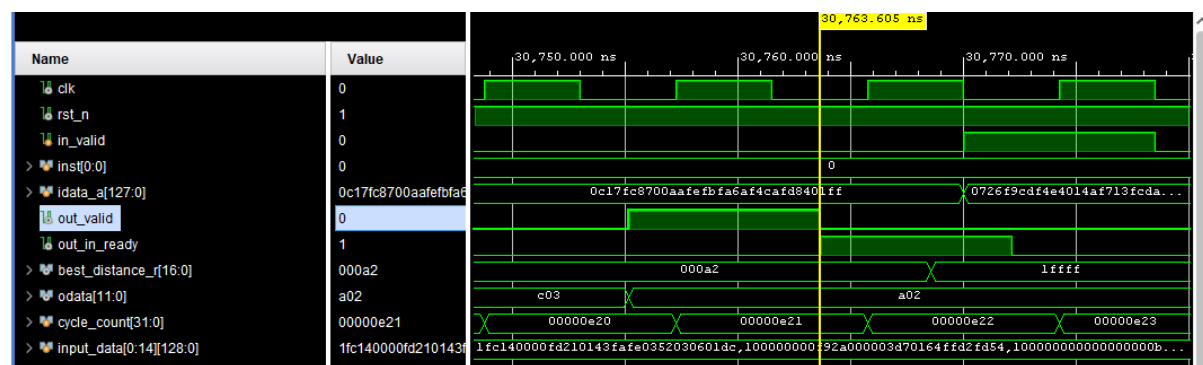 30,763.605 ns
Name Value 30,750.000 ns 30,760.000 ns 30,770.000 ns
clk 0
rst_n 1
in_valid 0
> inst[0:0] 0 0
> idata_a[127:0] 0c17fc8700aafefbfa6 0c17fc8700aafefbfa6af4cafd8401ff 0726f9cdf4e4014af713fcda...
out_valid 0
out_in_ready 1
> best_distance_r[16:0] 000a2 000a2 1ffff
> odata[11:0] a02 c03 a02
> cycle_count[31:0] 00000e21 00000e20 00000e21 00000e22 00000e23
> input_data[0:14][128:0] 1fc140000fd210143f 1fc140000fd210143fafe0352030601dc,100000000f92a000003d70164ffd2fd54,100000000000000000b...